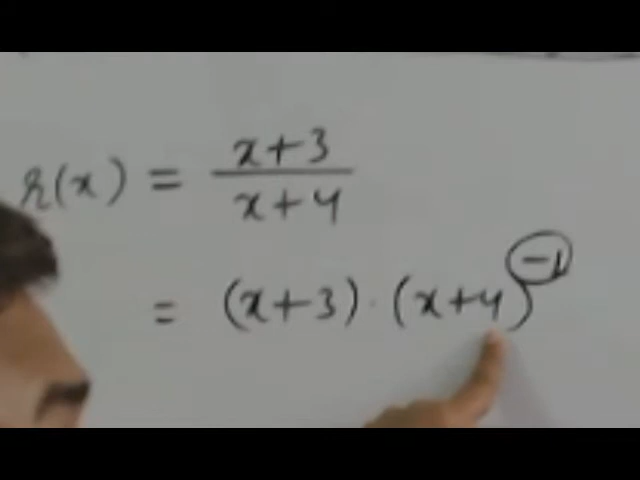 r(x) = x+3 / x+4
= (x+3) · (x+4)^-1